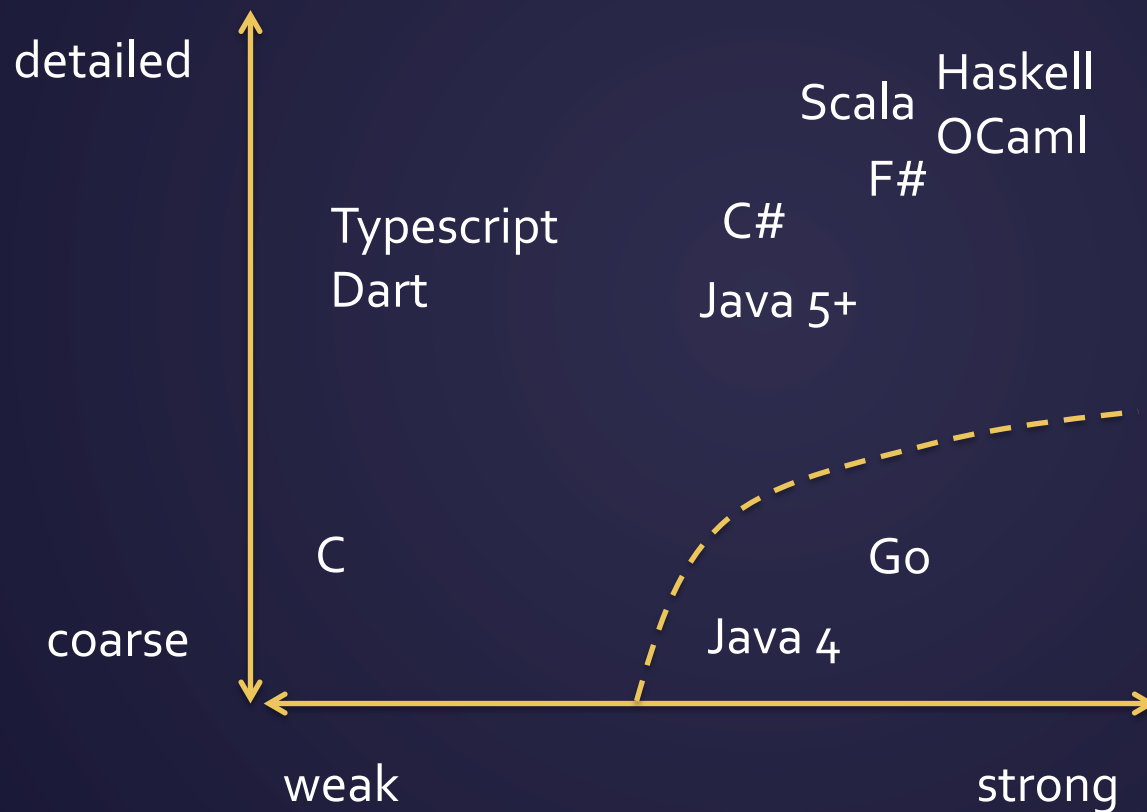 detailed
Haskell
Scala
OCaml
F#
Typescript
C#
Dart
Java 5+
C
Go
coarse
Java 4
weak
strong